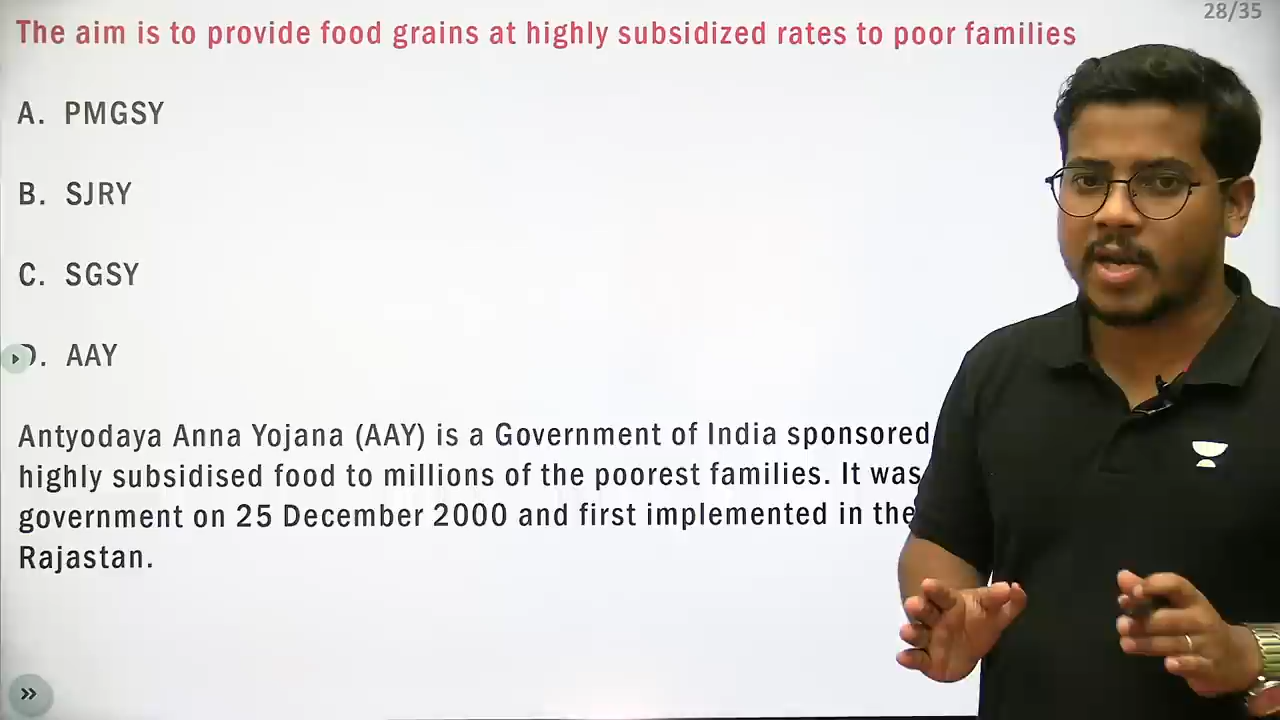 28/35
The aim is to provide food grains at highly subsidized rates to poor families
A. PMGSY
B. SJRY
C. SGSY
D. AAY
Antyodaya Anna Yojana (AAY) is a Government of India sponsored
highly subsidised food to millions of the poorest families. It was
government on 25 December 2000 and first implemented in the
Rajastan.